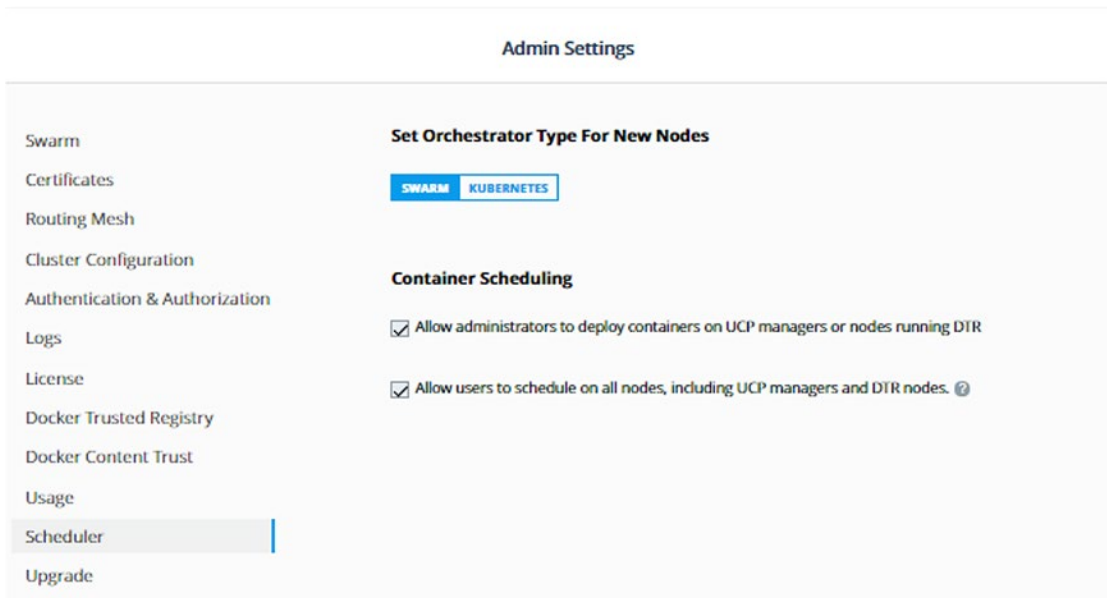 Admin Settings
Swarm
Certificates
Routing Mesh
Cluster Configuration
Authentication & Authorization
Logs
License
Docker Trusted Registry
Docker Content Trust
Usage
Scheduler
Upgrade
Set Orchestrator Type For New Nodes
SWARM KUBERNETES
Container Scheduling
Allow administrators to deploy containers on UCP managers or nodes running DTR
Allow users to schedule on all nodes, including UCP managers and DTR nodes. ?